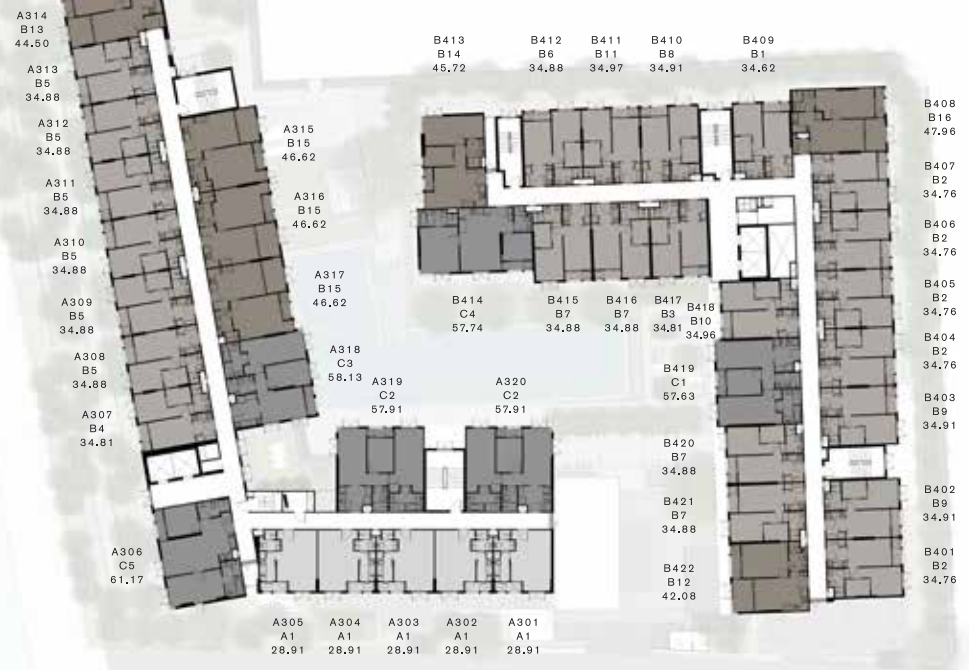 A314
B13
44.50
A313
B5
34.88
A312
B5
34.88
A311
B5
34.88
A310
B5
34.88
A309
B5
34.88
A308
B5
34.88
A307
B4
34.81
A306
C5
61.17
A315
B15
46.62
A316
B15
46.62
A317
B15
46.62
A318
C3
58.13
A319
C2
57.91
A320
C2
57.91
A305
A1
28.91
A304
A1
28.91
A303
A1
28.91
A302
A1
28.91
A301
A1
28.91
B413
B14
45.72
B412
B6
34.88
B411
B11
34.97
B410
B8
34.91
B409
B1
34.62
B414
C4
57.74
B415
B7
34.88
B416
B7
34.88
B417
B3
34.81
B418
B10
34.96
B419
C1
57.63
B420
B7
34.88
B421
B7
34.88
B422
B12
42.08
B408
B16
47.96
B407
B2
34.76
B406
B2
34.76
B405
B2
34.76
B404
B2
34.76
B403
B9
34.91
B402
B9
34.91
B401
B2
34.76